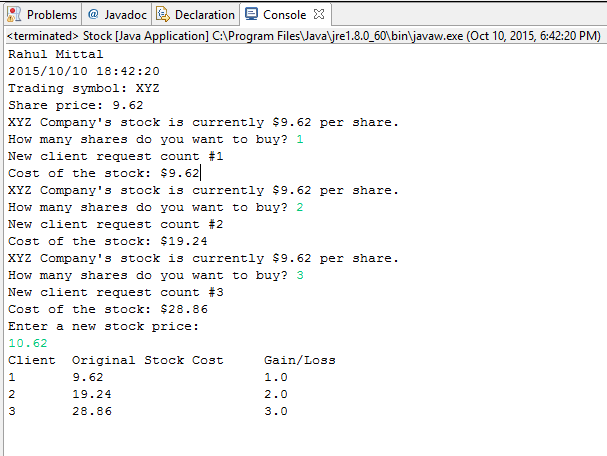 Problems @ Javadoc Declaration Console
<terminated> Stock [Java Application] C:\Program Files\Java\jre1.8.0_60\bin\javaw.exe (Oct 10, 2015, 6:42:20 PM)
Rahul Mittal
2015/10/10 18:42:20
Trading symbol: XYZ
Share price: 9.62
XYZ Company's stock is currently $9.62 per share.
How many shares do you want to buy? 1
New client request count #1
Cost of the stock: $9.62
XYZ Company's stock is currently $9.62 per share.
How many shares do you want to buy? 2
New client request count #2
Cost of the stock: $19.24
XYZ Company's stock is currently $9.62 per share.
How many shares do you want to buy? 3
New client request count #3
Cost of the stock: $28.86
Enter a new stock price:
10.62
Client Original Stock Cost Gain/Loss
1 9.62 1.0
2 19.24 2.0
3 28.86 3.0